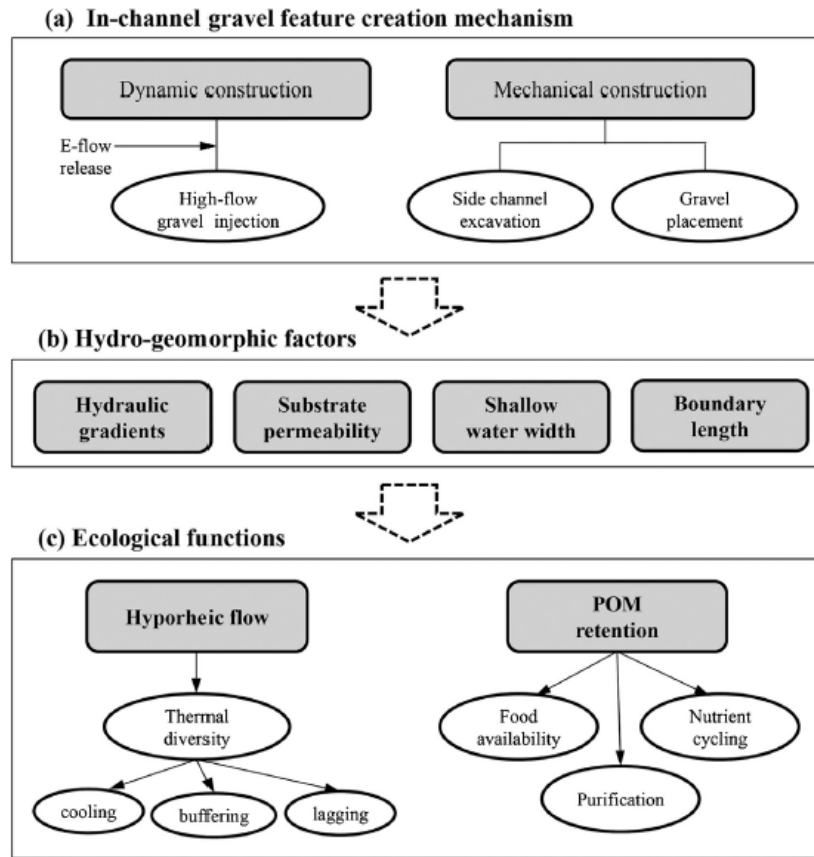 (a) In-channel gravel feature creation mechanism
Dynamic construction
Mechanical construction
E-flow
release
High-flow
gravel injection
Side channel
excavation
Gravel
placement
(b) Hydro-geomorphic factors
Hydraulic
gradients
Substrate
permeability
Shallow
water width
Boundary
length
(c) Ecological functions
Hyporheic flow
POM
retention
Thermal
diversity
Food
availability
Nutrient
cycling
cooling
buffering
lagging
Purification